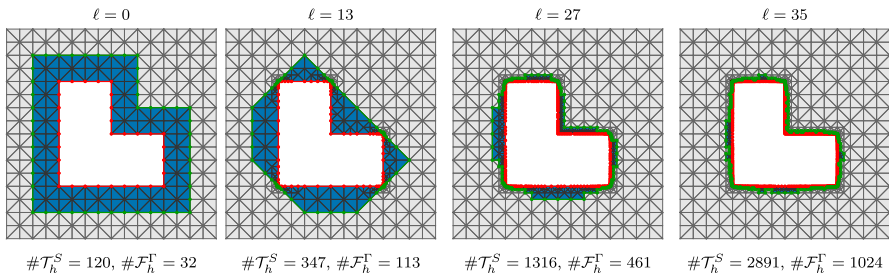 ℓ = 0
ℓ = 13
ℓ = 27
ℓ = 35
#𝒯_h^S = 120, #ℱ_h^Γ = 32
#𝒯_h^S = 347, #ℱ_h^Γ = 113
#𝒯_h^S = 1316, #ℱ_h^Γ = 461
#𝒯_h^S = 2891, #ℱ_h^Γ = 1024